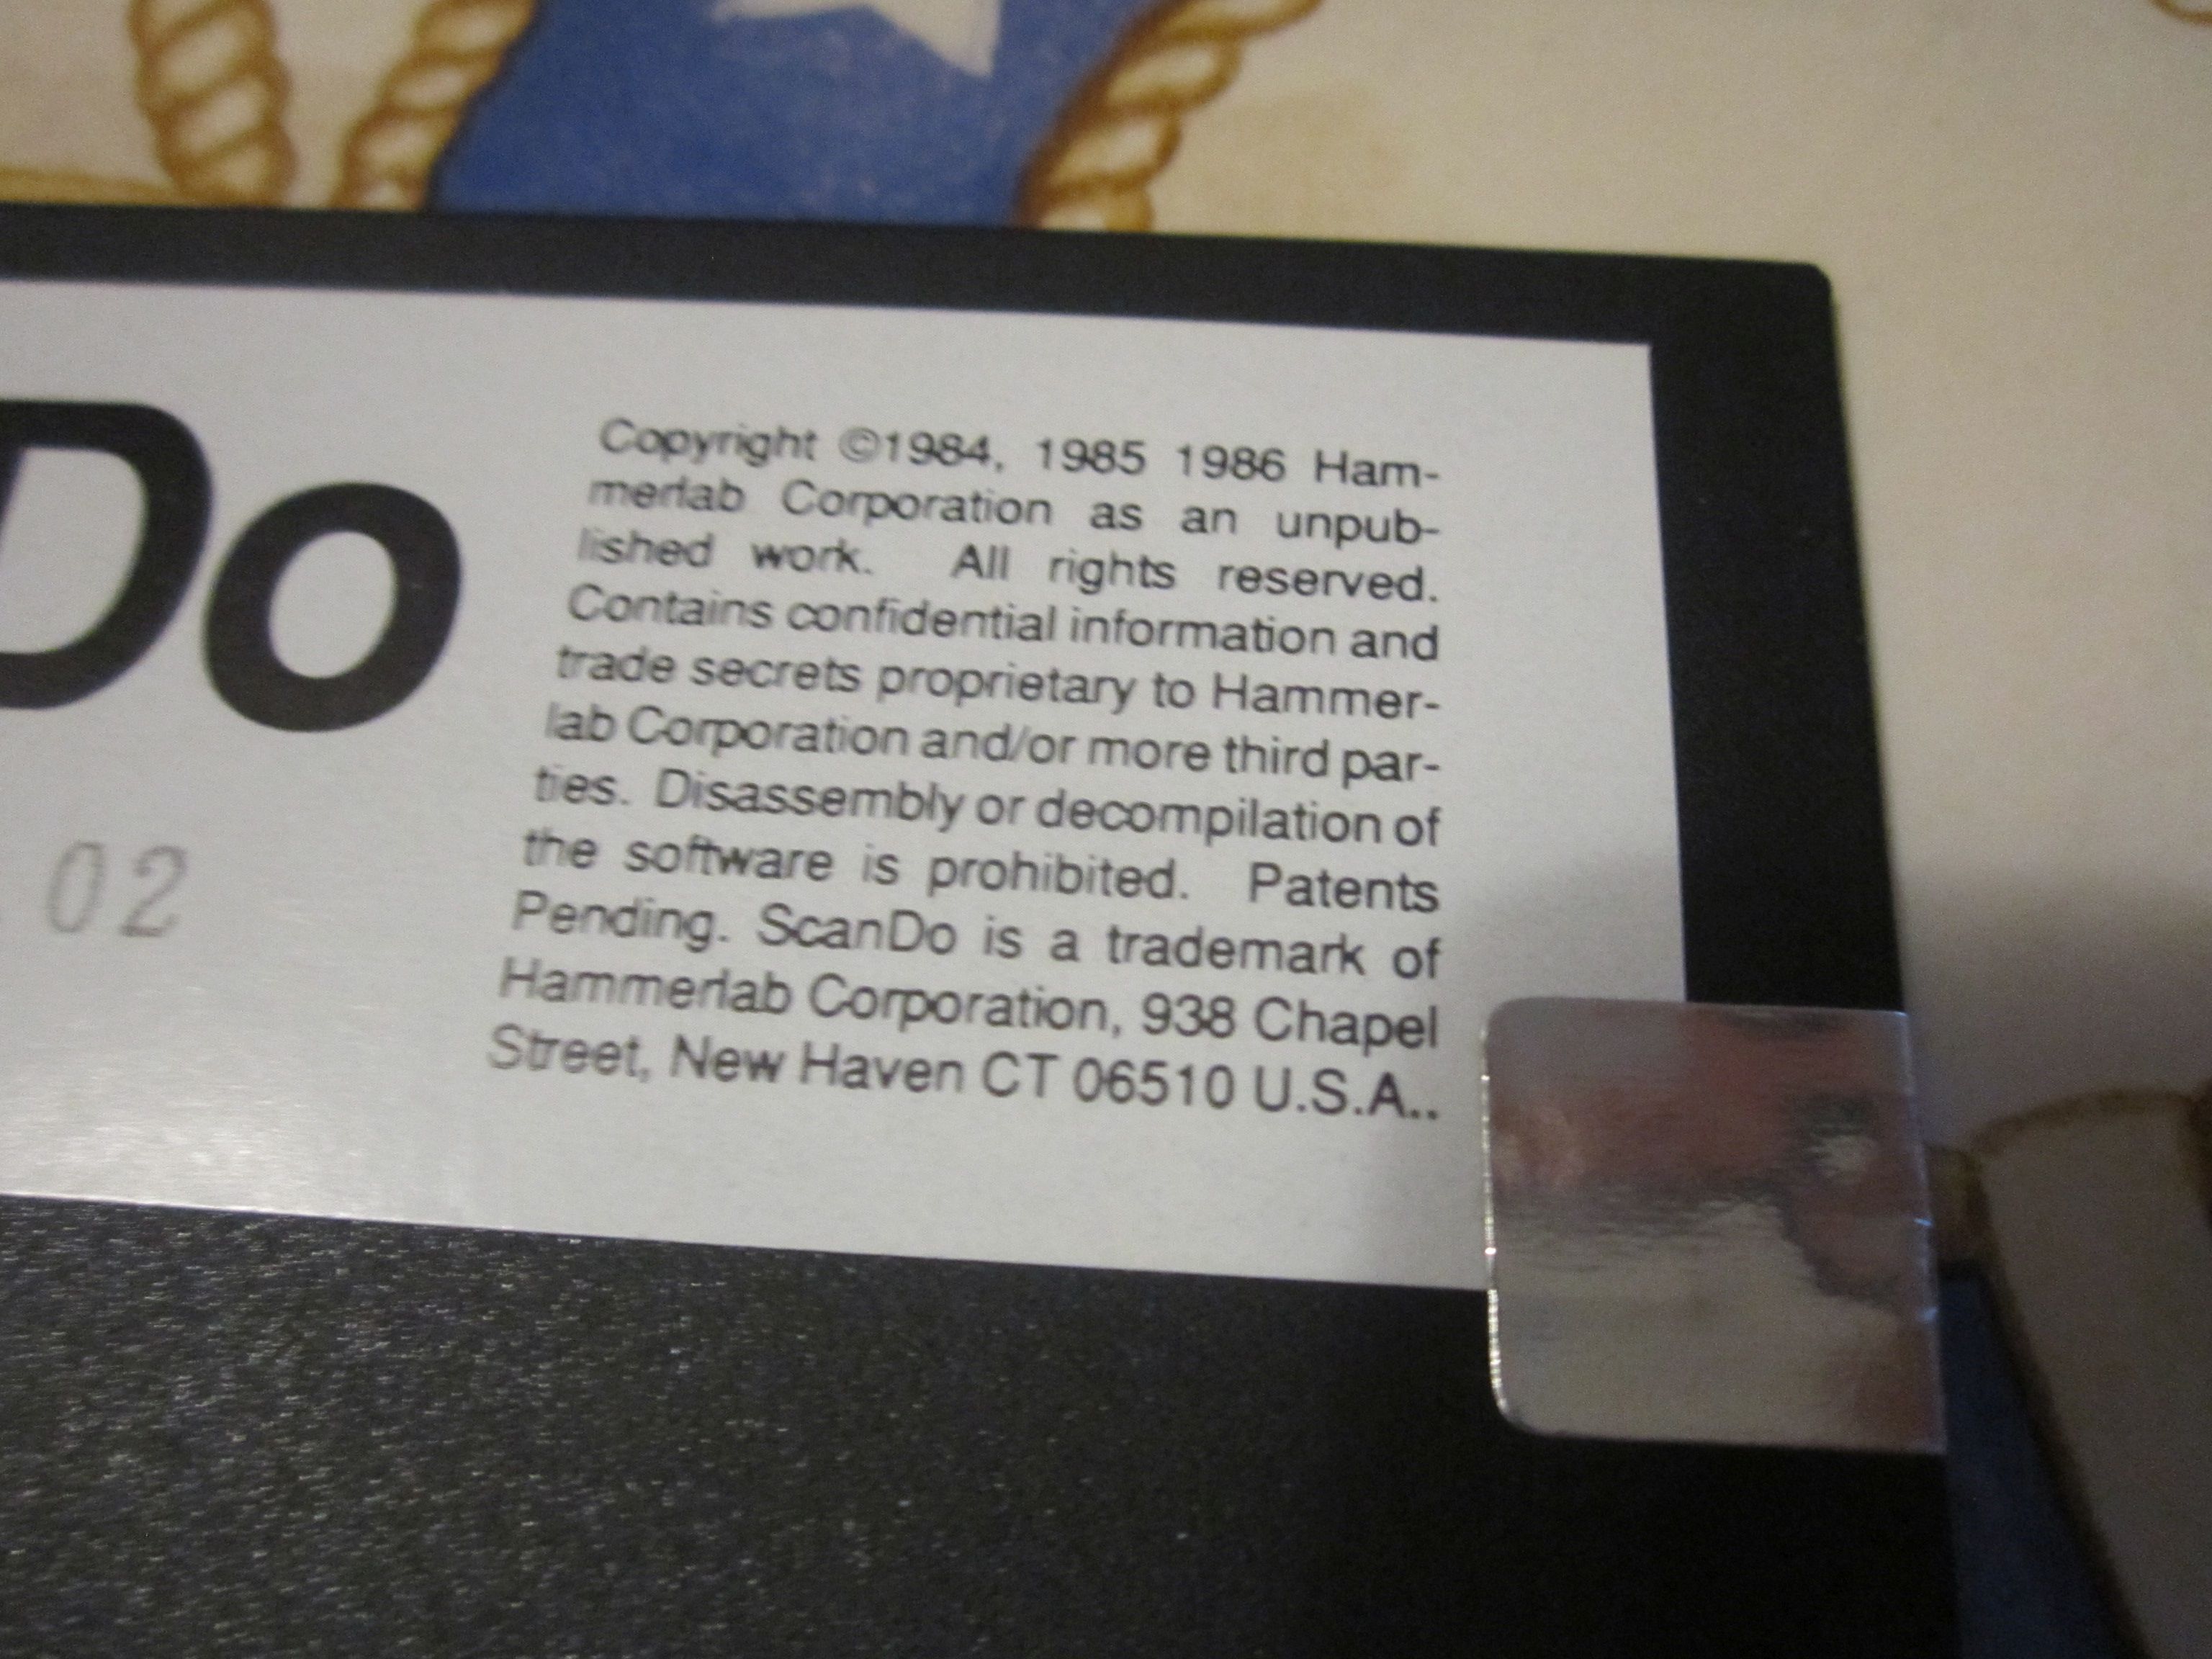 Do
02
Copyright ©1984, 1985 1986 Ham-
merlab Corporation as an unpub-
lished work. All rights reserved.
Contains confidential information and
trade secrets proprietary to Hammer-
lab Corporation and/or more third par-
ties. Disassembly or decompilation of
the software is prohibited. Patents
Pending. ScanDo is a trademark of
Hammerlab Corporation, 938 Chapel
Street, New Haven CT 06510 U.S.A..